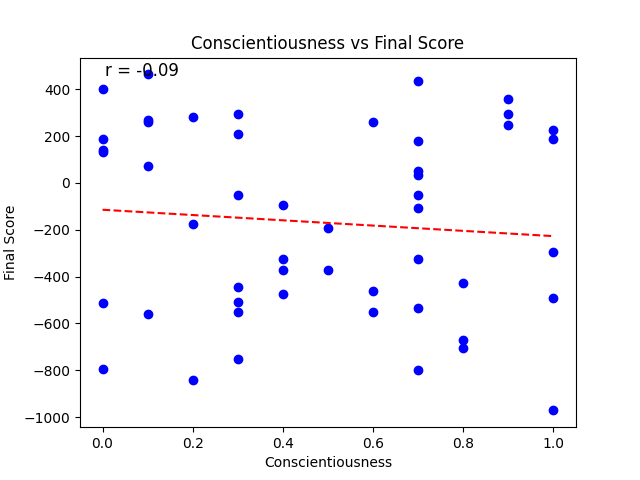 Conscientiousness vs Final Score
r = -0.09
400
200
0
−200
−400
−600
−800
−1000
Final Score
0.0 0.2 0.4 0.6 0.8 1.0
Conscientiousness